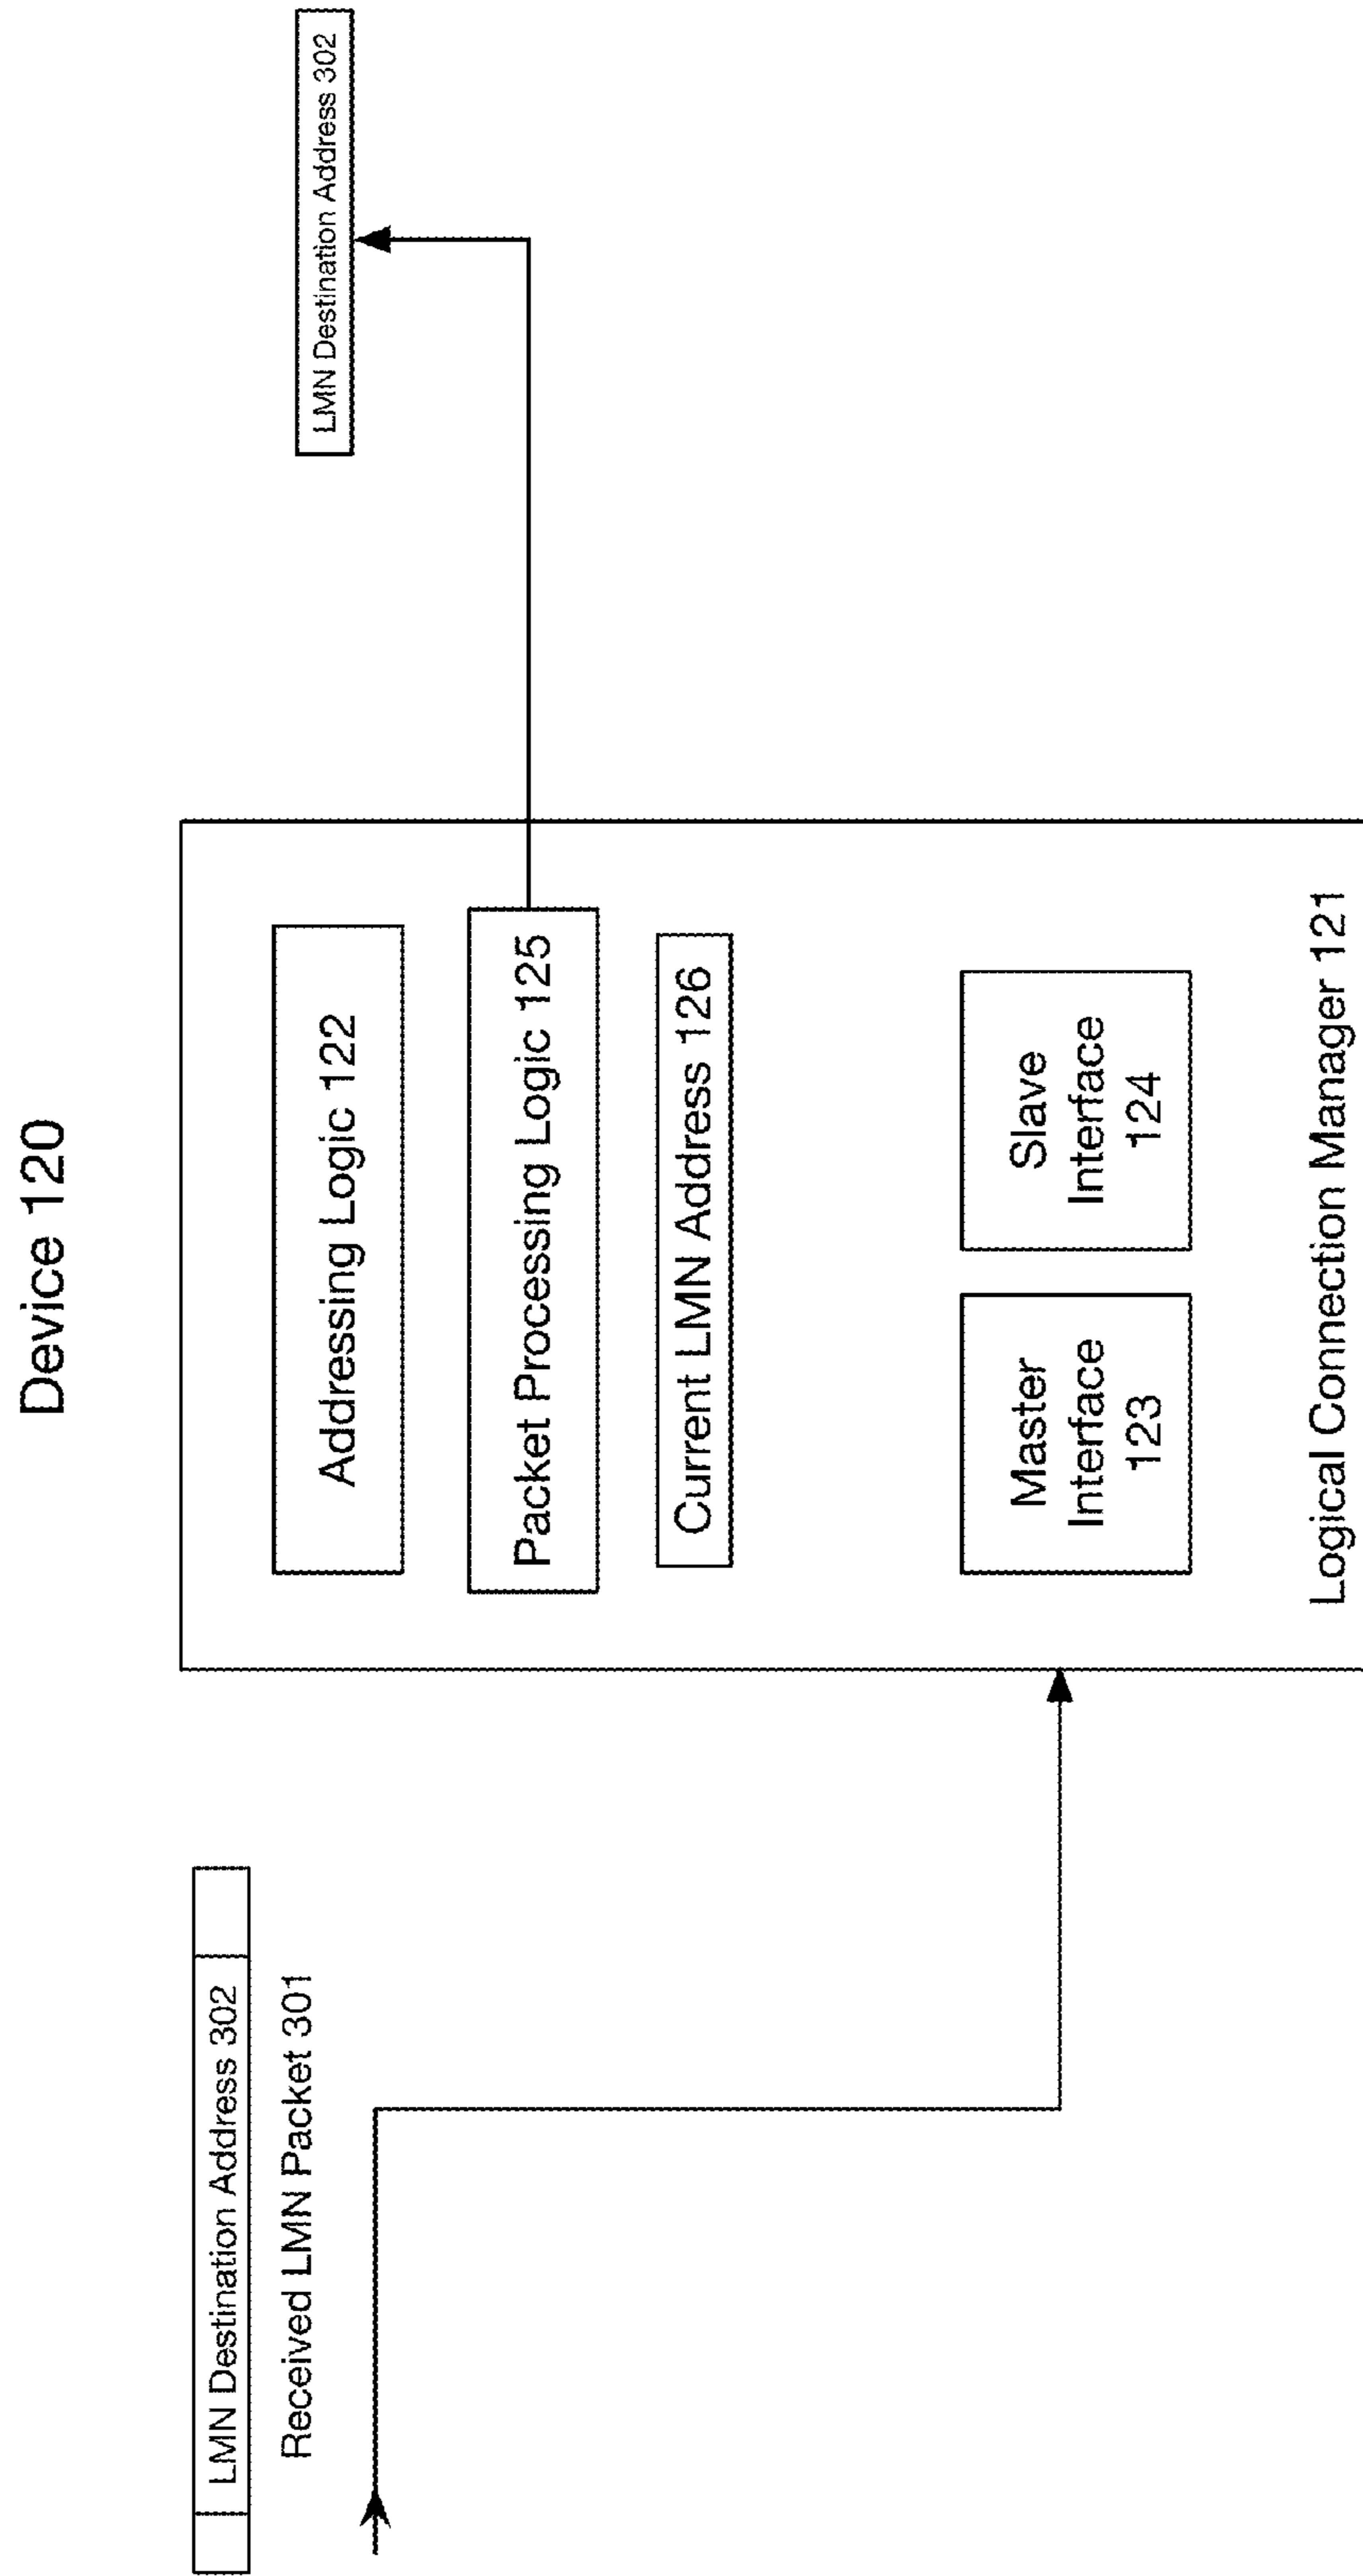 Device 120
LMN Destination Address 302
Received LMN Packet 301
Addressing Logic 122
Packet Processing Logic 125
Current LMN Address 126
Master
Interface
123
Slave
Interface
124
Logical Connection Manager 121
LMN Destination Address 302